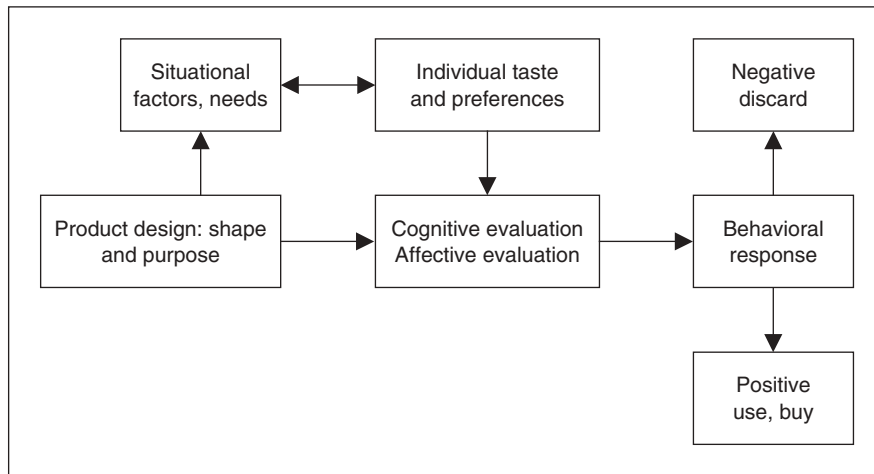 Situational
factors, needs
Individual taste
and preferences
Negative
discard
Product design: shape
and purpose
Cognitive evaluation
Affective evaluation
Behavioral
response
Positive
use, buy